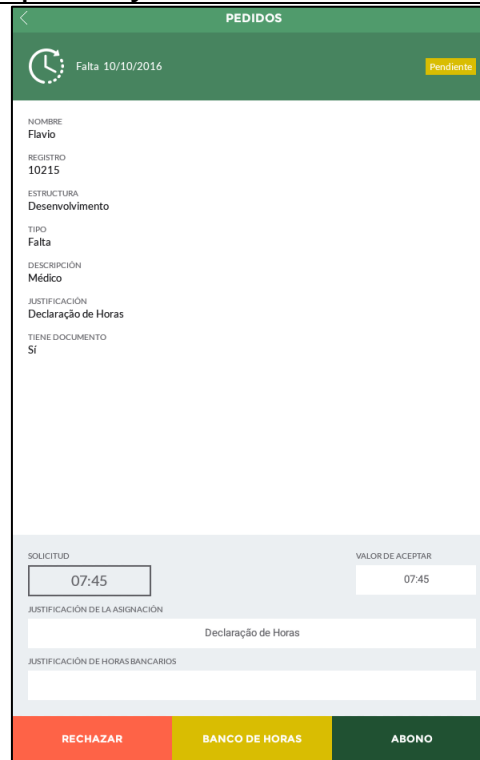 PEDIDOS
Falta 10/10/2016
Pendiente
NOMBRE
Flavio
REGISTRO
10215
ESTRUCTURA
Desenvolvimento
TIPO
Falta
DESCRIPCIÓN
Médico
JUSTIFICACIÓN
Declaração de Horas
TIENE DOCUMENTO
Sí
SOLICITUD
VALOR DE ACEPTAR
07:45
07:45
JUSTIFICACIÓN DE LA ASIGNACIÓN
Declaração de Horas
JUSTIFICACIÓN DE HORAS BANCARIOS
RECHAZAR
BANCO DE HORAS
ABONO